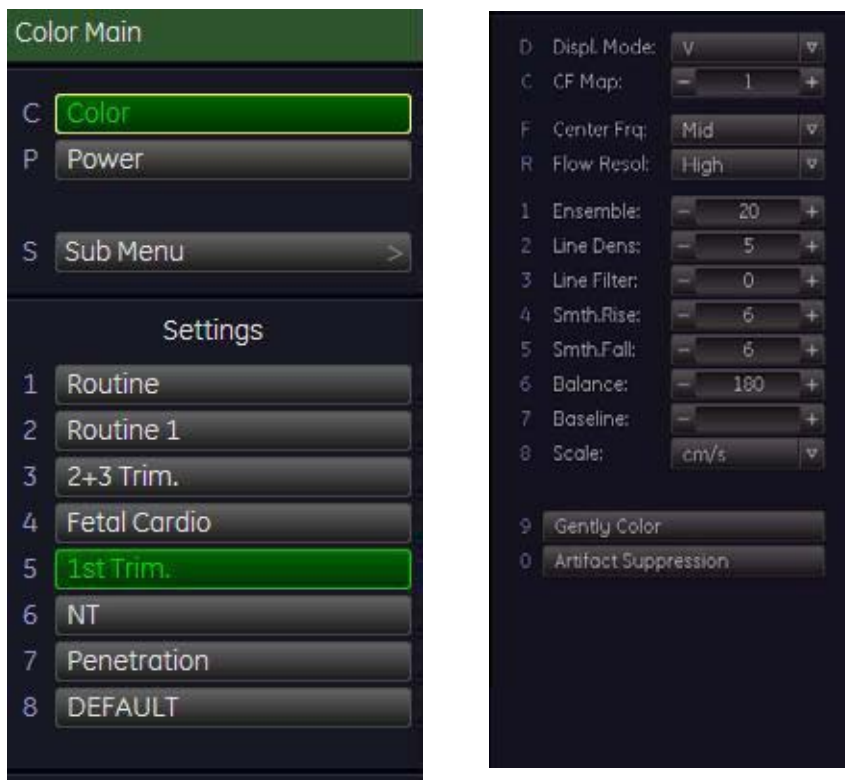 Color Main
C Color
P Power
S Sub Menu >
Settings
1 Routine
2 Routine 1
3 2+3 Trim.
4 Fetal Cardio
5 1st Trim.
6 NT
7 Penetration
8 DEFAULT
D Displ. Mode: V
C CF Map: - 1 +
F Center Frq: Mid
R Flow Resol: High
1 Ensemble: - 20 +
2 Line Dens: - 5 +
3 Line Filter: - 0 +
4 Smth.Rise: - 6 +
5 Smth.Fall: - 6 +
6 Balance: - 180 +
7 Baseline: - +
8 Scale: cm/s
9 Gently Color
0 Artifact Suppression